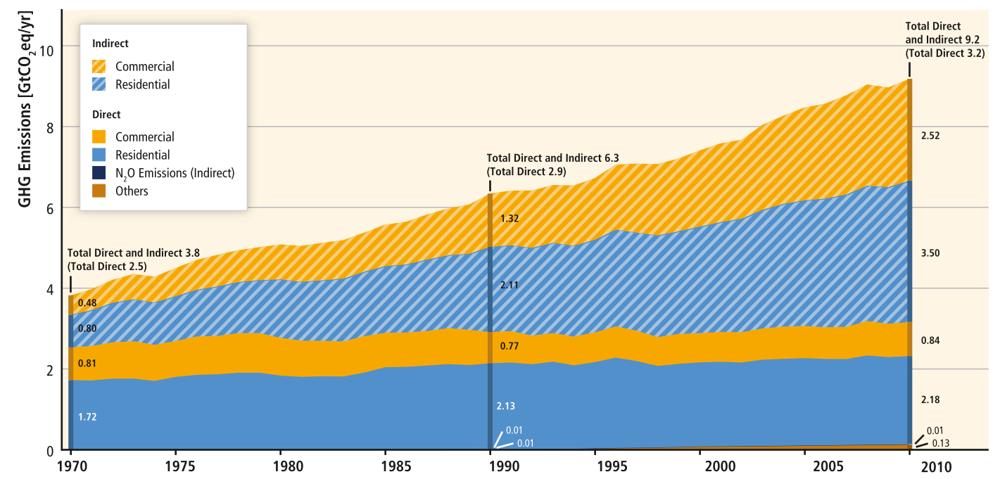 GHG Emissions [GtCO2eq/yr]
10
8
6
4
2
0
Indirect
Commercial
Residential
Direct
Commercial
Residential
N2O Emissions (Indirect)
Others
Total Direct and Indirect 3.8
(Total Direct 2.5)
0.48
0.80
0.81
1.72
Total Direct and Indirect 6.3
(Total Direct 2.9)
1.32
2.11
0.77
2.13
0.01
0.01
Total Direct
and Indirect 9.2
(Total Direct 3.2)
2.52
3.50
0.84
2.18
0.01
0.13
1970
1975
1980
1985
1990
1995
2000
2005
2010